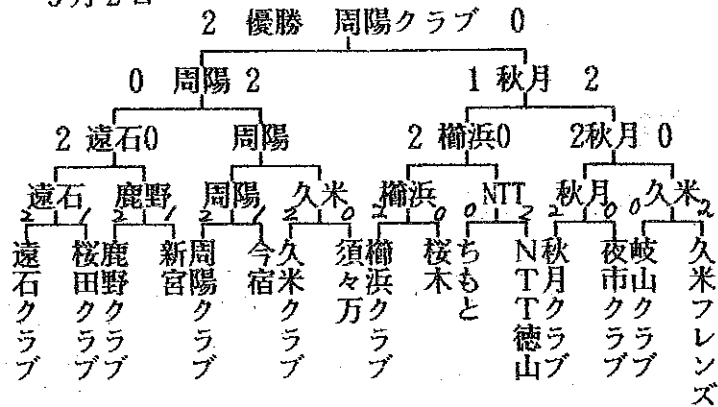 2 優勝 周陽クラブ 0
0 周陽 2 1 秋月 2
2 遠石0 周陽 2 櫛浜0 2秋月 0
遠石 鹿野 周陽 久米 櫛浜 NTT 秋月 久米
2 1 2 1 2 1 2 0 2 0 0 2 2 0 0 2
遠石クラブ
桜田クラブ
鹿野クラブ
新宮
周陽クラブ
今宿
久米クラブ
須々万
櫛浜クラブ
桜木
ちもと
NTT徳山
秋月クラブ
夜市クラブ
岐山クラブ
久米フレンズ